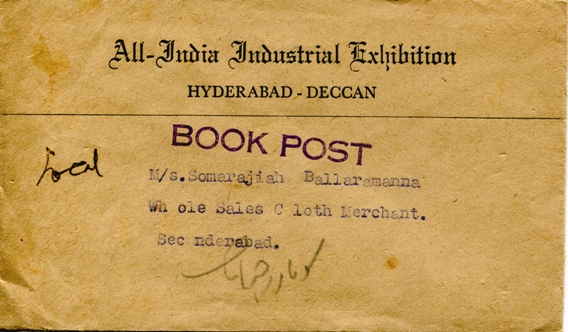 All-India Industrial Exhibition
HYDERABAD - DECCAN
BOOK POST
Local
M/s.Somarajiah Ballaramanna
Wh ole Sales C loth Merchant.
Sec nderabad.